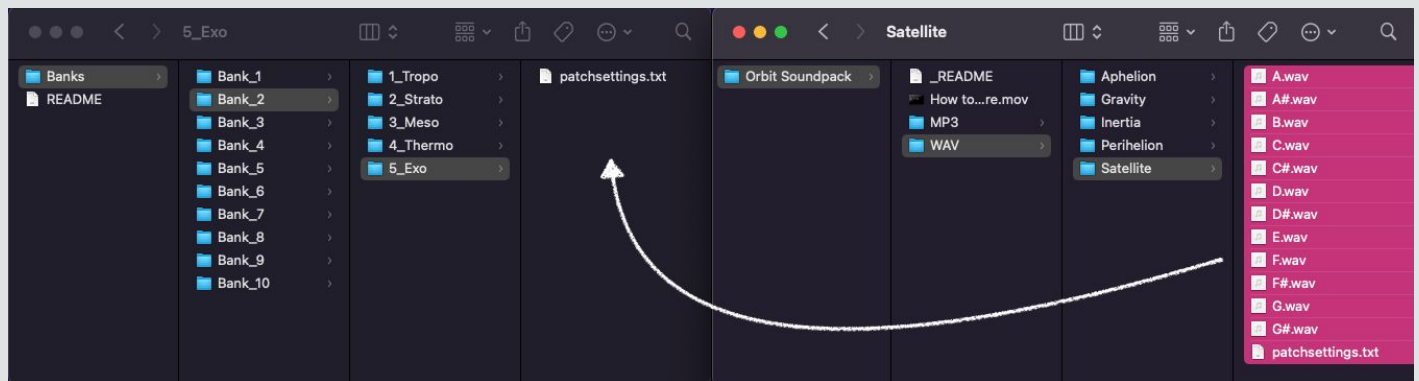 5_Exo
Banks
README
Bank_1
Bank_2
Bank_3
Bank_4
Bank_5
Bank_6
Bank_7
Bank_8
Bank_9
Bank_10
1_Tropo
2_Strato
3_Meso
4_Thermo
5_Exo
patchsettings.txt
Satellite
Orbit Soundpack
_README
How to...re.mov
MP3
WAV
Aphelion
Gravity
Inertia
Perihelion
Satellite
A.wav
A#.wav
B.wav
C.wav
C#.wav
D.wav
D#.wav
E.wav
F.wav
F#.wav
G.wav
G#.wav
patchsettings.txt